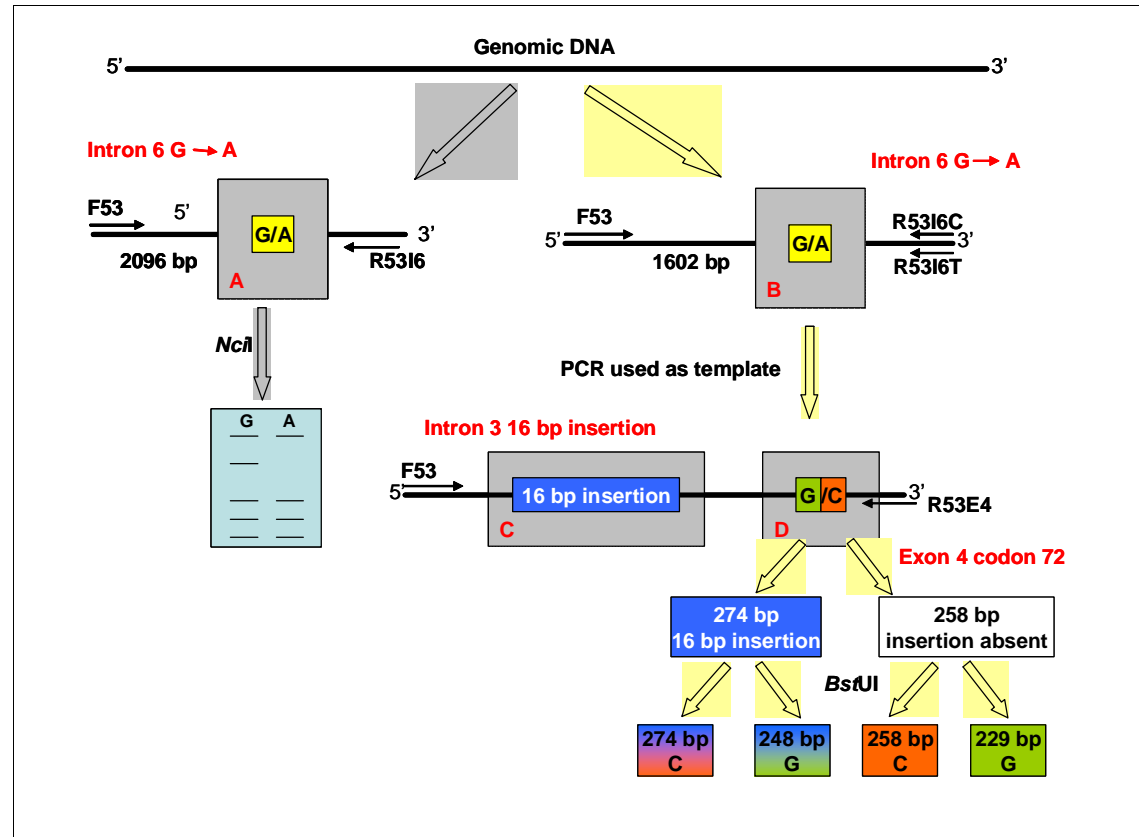 Genomic DNA
5’
3’
Intron 6 G → A
F53
5’
G/A
3’
2096 bp
R53I6
A
NciI
G A
Intron 6 G → A
F53
R53I6C
5’
G/A
3’
1602 bp
R53I6T
B
PCR used as template
Intron 3 16 bp insertion
F53
5’
16 bp insertion
G/C
3’
R53E4
C
D
Exon 4 codon 72
274 bp
16 bp insertion
258 bp
insertion absent
BstUI
274 bp
C
248 bp
G
258 bp
C
229 bp
G